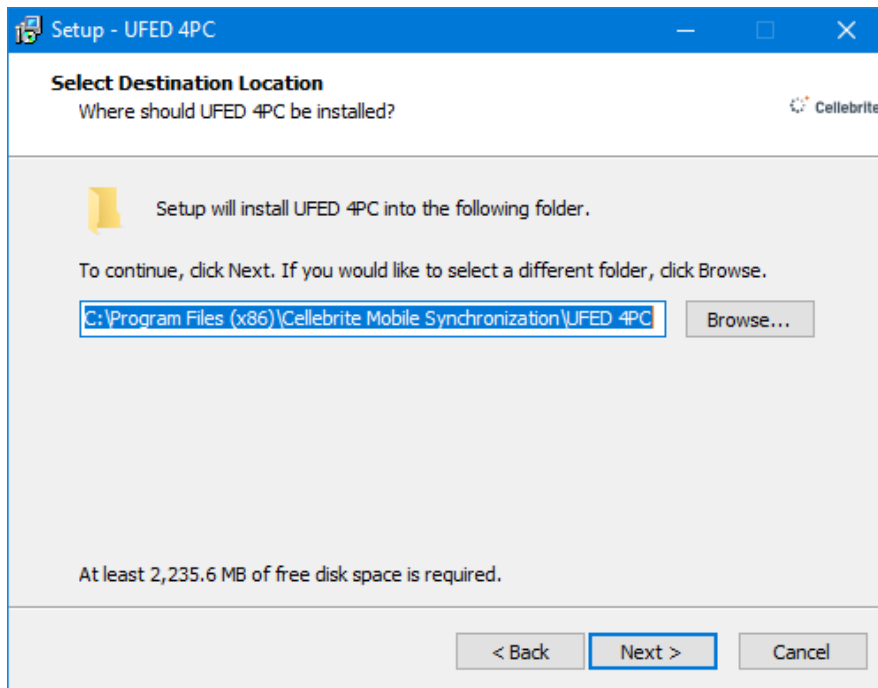 Setup - UFED 4PC
Select Destination Location
Where should UFED 4PC be installed?
Cellebrite
Setup will install UFED 4PC into the following folder.
To continue, click Next. If you would like to select a different folder, click Browse.
C:\Program Files (x86)\Cellebrite Mobile Synchronization\UFED 4PC
Browse...
At least 2,235.6 MB of free disk space is required.
< Back
Next >
Cancel